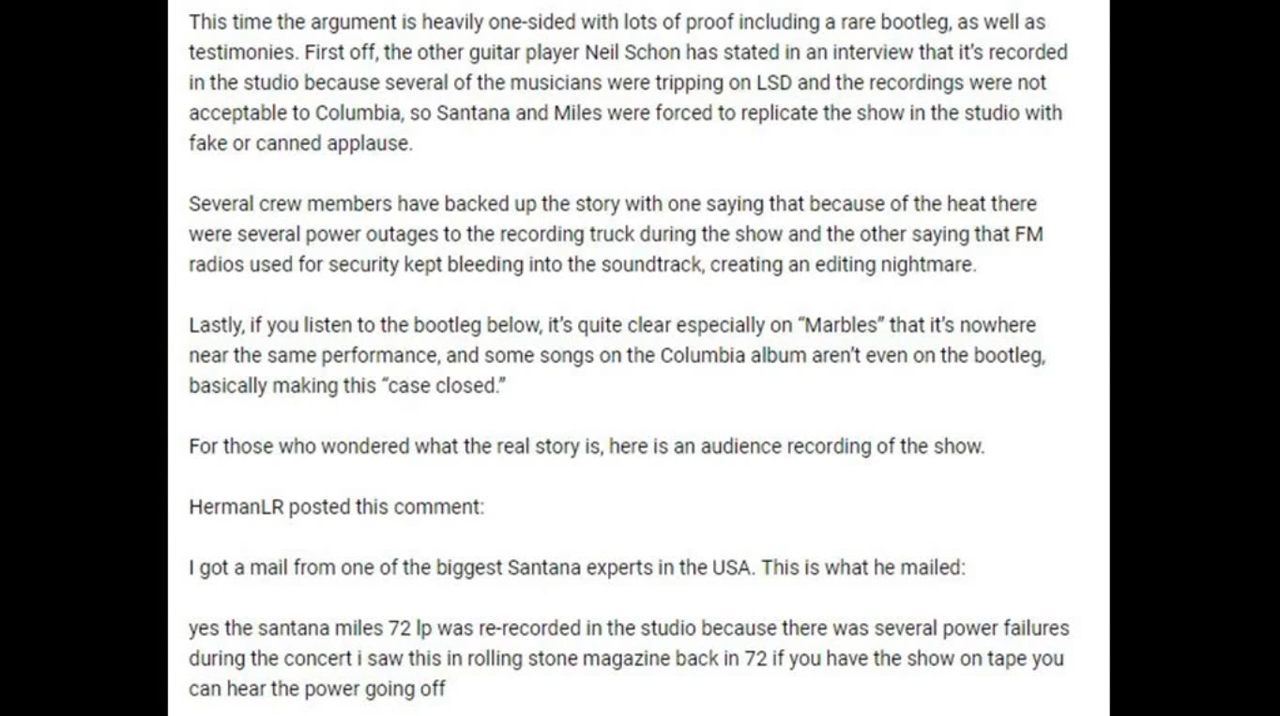 This time the argument is heavily one-sided with lots of proof including a rare bootleg, as well as
testimonies. First off, the other guitar player Neil Schon has stated in an interview that it's recorded
in the studio because several of the musicians were tripping on LSD and the recordings were not
acceptable to Columbia, so Santana and Miles were forced to replicate the show in the studio with
fake or canned applause.
Several crew members have backed up the story with one saying that because of the heat there
were several power outages to the recording truck during the show and the other saying that FM
radios used for security kept bleeding into the soundtrack, creating an editing nightmare.
Lastly, if you listen to the bootleg below, it's quite clear especially on “Marbles” that it's nowhere
near the same performance, and some songs on the Columbia album aren't even on the bootleg,
basically making this “case closed.”
For those who wondered what the real story is, here is an audience recording of the show.
HermanLR posted this comment:
I got a mail from one of the biggest Santana experts in the USA. This is what he mailed:
yes the santana miles 72 lp was re-recorded in the studio because there was several power failures
during the concert i saw this in rolling stone magazine back in 72 if you have the show on tape you
can hear the power going off